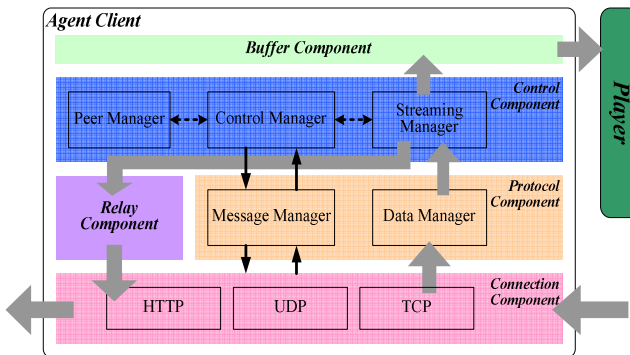 Agent Client
Buffer Component
Player
Control
Component
Peer Manager
Control Manager
Streaming
Manager
Relay
Component
Protocol
Component
Message Manager
Data Manager
Connection
Component
HTTP
UDP
TCP